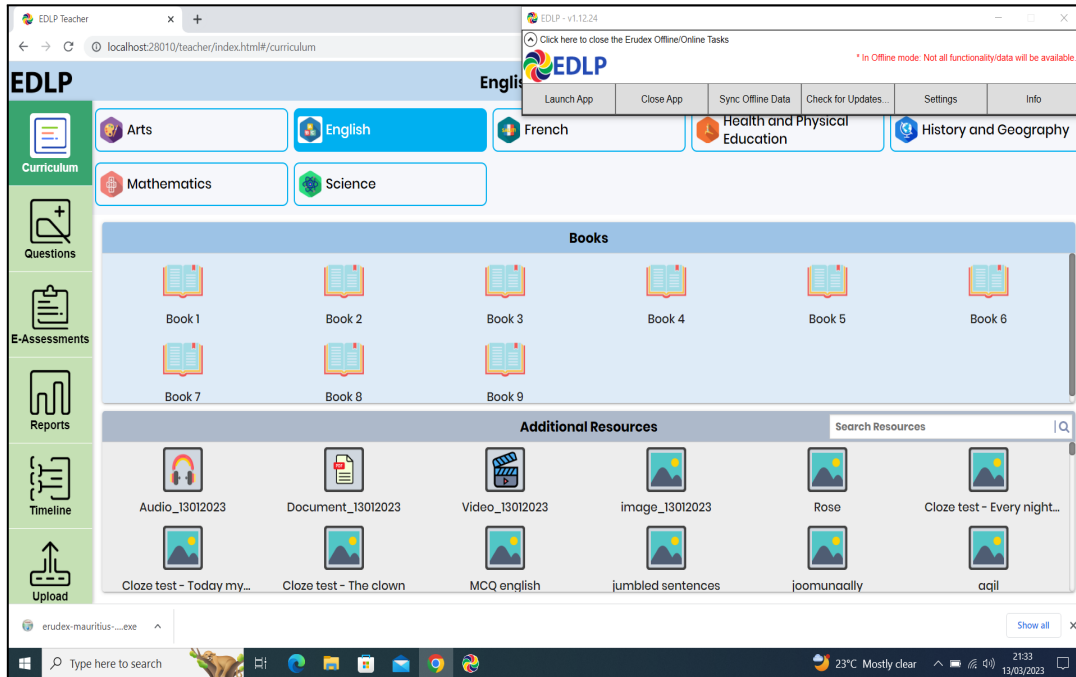 EDLP Teacher
EDLP - v1.12.24
localhost:28010/teacher/index.html#/curriculum
Click here to close the Erudex Offline/Online Tasks
EDLP
* In Offline mode: Not all functionality/data will be available.
Launch App
Close App
Sync Offline Data
Check for Updates...
Settings
Info
EDLP
Curriculum
Questions
E-Assessments
Reports
Timeline
Upload
Arts
English
French
Health and Physical
Education
History and Geography
Mathematics
Science
Books
Book 1
Book 2
Book 3
Book 4
Book 5
Book 6
Book 7
Book 8
Book 9
Additional Resources
Search Resources
Audio_13012023
Document_13012023
Video_13012023
image_13012023
Rose
Cloze test - Every night...
Cloze test - Today my...
Cloze test - The clown
MCQ english
jumbled sentences
joomunaally
aqil
erudex-mauritius-....exe
Show all
Type here to search
23°C Mostly clear
21:33
13/03/2023